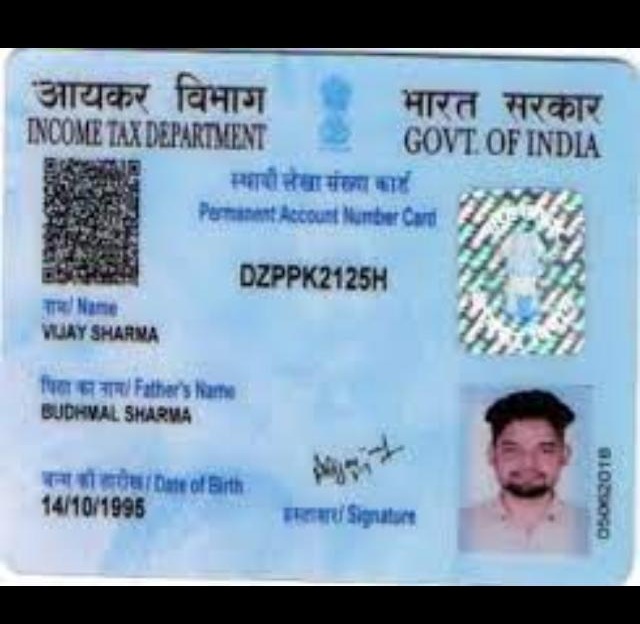 आयकर विभाग
INCOME TAX DEPARTMENT
भारत सरकार
GOVT. OF INDIA
स्थायी लेखा संख्या कार्ड
Permanent Account Number Card
DZPPK2125H
नाम/ Name
VIJAY SHARMA
पिता का नाम/ Father's Name
BUDHMAL SHARMA
जन्म की तारीख/ Date of Birth
14/10/1995
हस्ताक्षर/ Signature
05062018